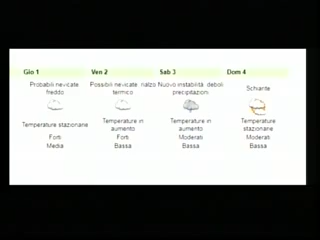 Gio 1 Ven 2 Sab 3 Dom 4
Probabili nevicate Possibili nevicate rialzo Nuovo instabilità deboli
freddo termico precipitazioni Schiarite
Temperature stazionarie Temperature in aumento Temperature in aumento Temperature stazionarie
Forti Forti Moderati Moderati
Media Bassa Bassa Bassa